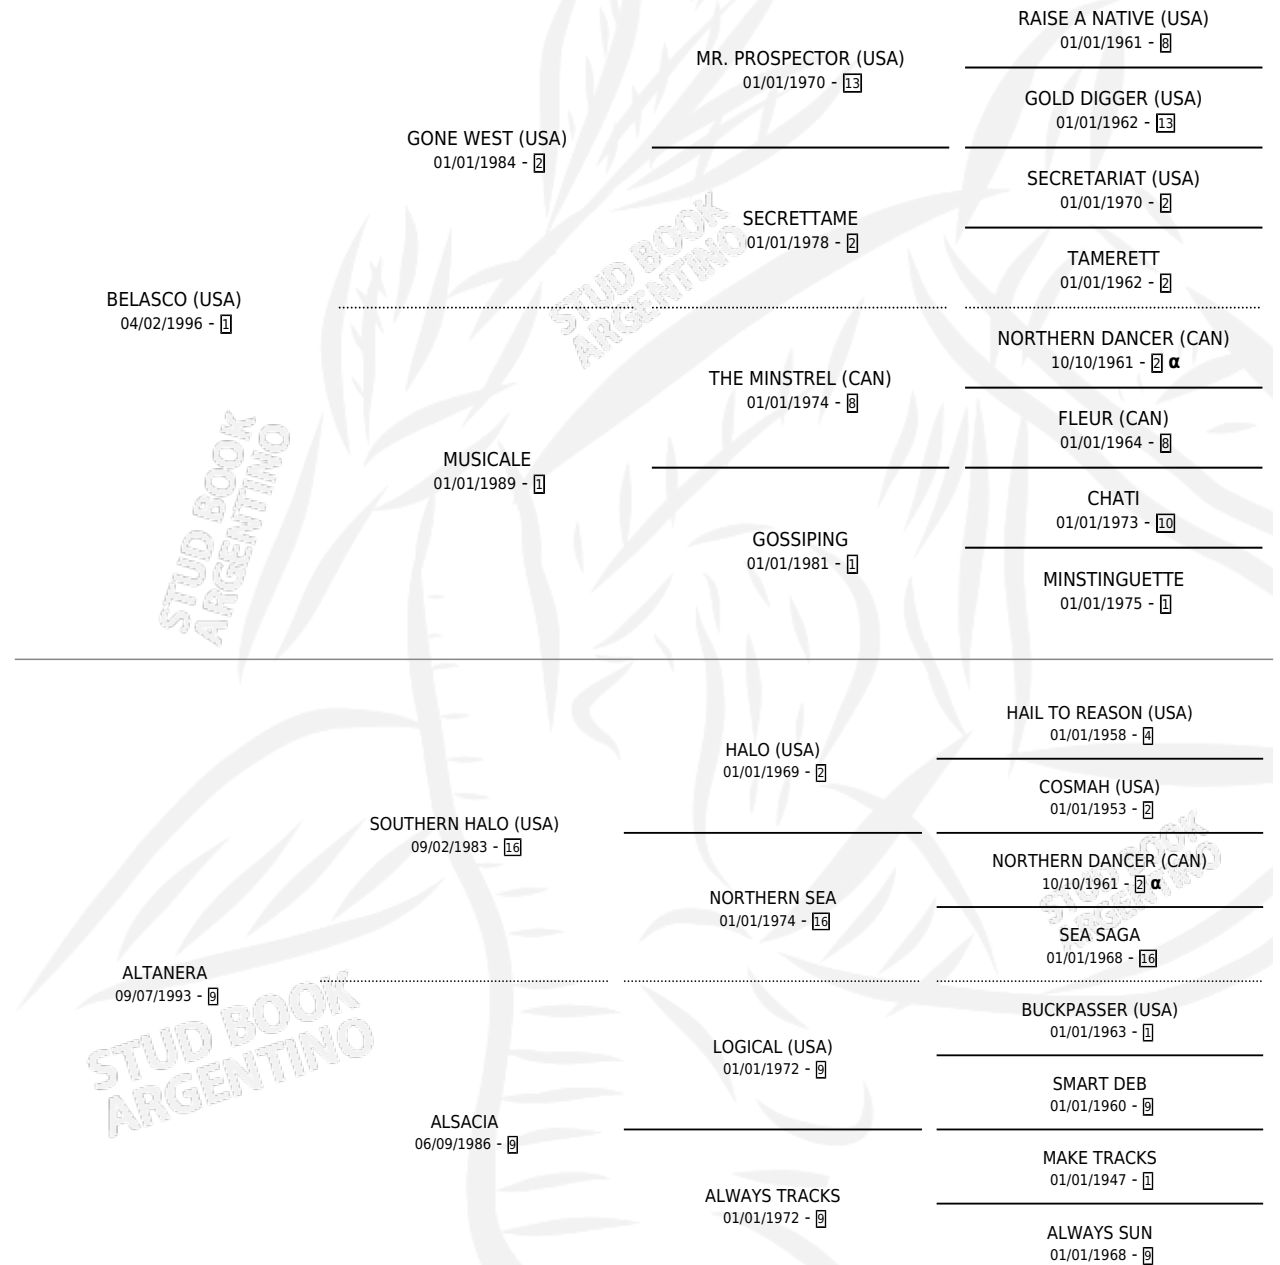 RAISE A NATIVE (USA)
01/01/1961 - 8
MR. PROSPECTOR (USA)
01/01/1970 - 13
GOLD DIGGER (USA)
01/01/1962 - 13
GONE WEST (USA)
01/01/1984 - 2
SECRETARIAT (USA)
01/01/1970 - 2
SECRETTAME
01/01/1978 - 2
TAMERETT
01/01/1962 - 2
BELASCO (USA)
04/02/1996 - 1
NORTHERN DANCER (CAN)
10/10/1961 - 2 α
THE MINSTREL (CAN)
01/01/1974 - 8
FLEUR (CAN)
01/01/1964 - 8
MUSICALE
01/01/1989 - 1
CHATI
01/01/1973 - 10
GOSSIPING
01/01/1981 - 1
MINSTINGUETTE
01/01/1975 - 1
HAIL TO REASON (USA)
01/01/1958 - 4
HALO (USA)
01/01/1969 - 2
COSMAH (USA)
01/01/1953 - 2
SOUTHERN HALO (USA)
09/02/1983 - 16
NORTHERN DANCER (CAN)
10/10/1961 - 2 α
NORTHERN SEA
01/01/1974 - 16
SEA SAGA
01/01/1968 - 16
ALTANERA
09/07/1993 - 9
BUCKPASSER (USA)
01/01/1963 - 1
LOGICAL (USA)
01/01/1972 - 9
SMART DEB
01/01/1960 - 9
ALSACIA
06/09/1986 - 9
MAKE TRACKS
01/01/1947 - 1
ALWAYS TRACKS
01/01/1972 - 9
ALWAYS SUN
01/01/1968 - 9
STUD BOOK
ARGENTINO
STUD BOOK
ARGENTINO
STUD BOOK
ARGENTINO
STUD BOOK
ARGENTINO